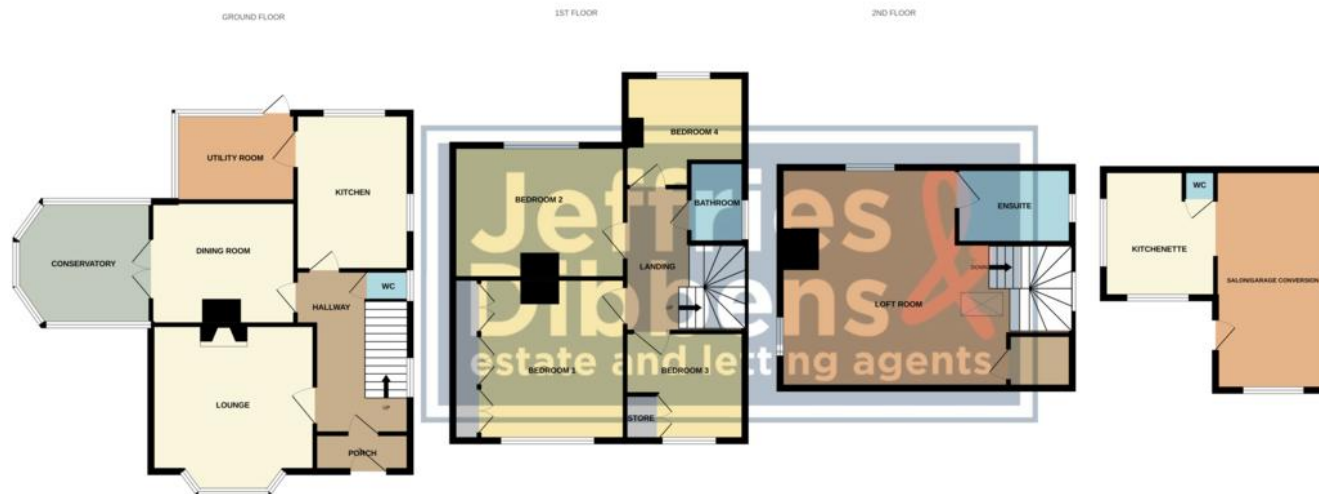 GROUND FLOOR
1ST FLOOR
2ND FLOOR
UTILITY ROOM
KITCHEN
CONSERVATORY
DINING ROOM
HALLWAY
WC
LOUNGE
UP
PORCH
BEDROOM 4
BEDROOM 2
BATHROOM
LANDING
UP
BEDROOM 1
BEDROOM 3
STORE
ENSUITE
DOWN
LOFT ROOM
WC
KITCHENETTE
SALON/GARAGE CONVERSION
Jeffries
&
Dibbens
estate and letting agents